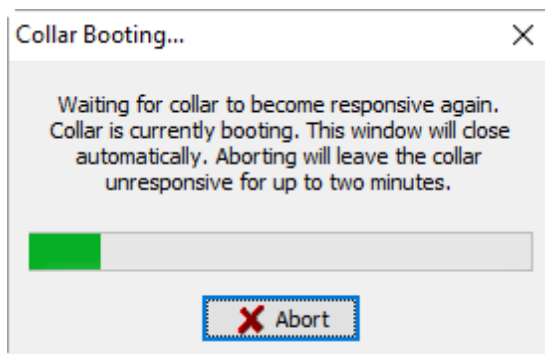 Collar Booting...
Waiting for collar to become responsive again.
Collar is currently booting. This window will close
automatically. Aborting will leave the collar
unresponsive for up to two minutes.
Abort